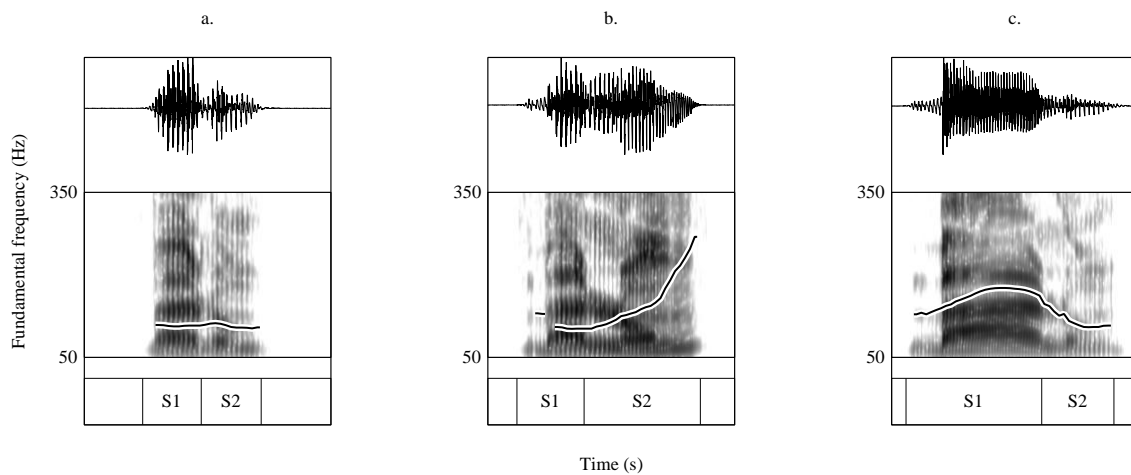 a. b. c.
Fundamental frequency (Hz)
350 350 350
50 50 50
S1 S2 S1 S2 S1 S2
Time (s)